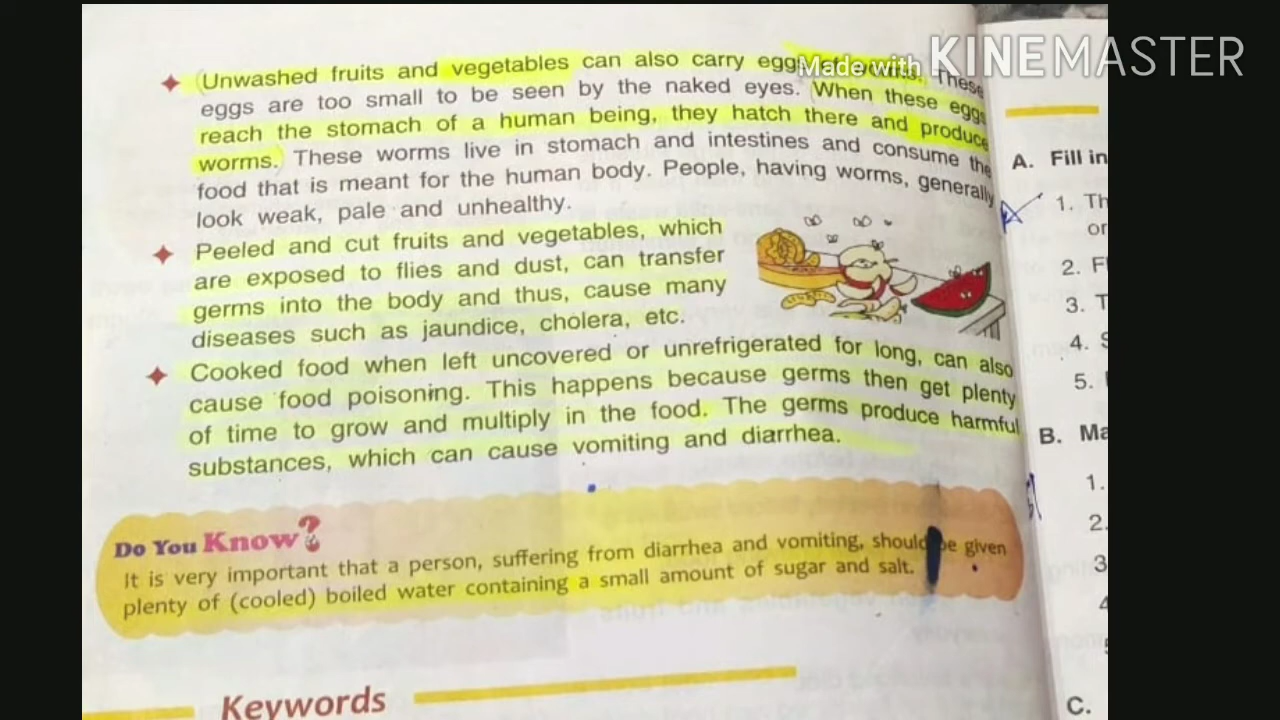 Made with KINEMASTER
Unwashed fruits and vegetables can also carry eggs of worms. These
eggs are too small to be seen by the naked eyes. When these eggs
reach the stomach of a human being, they hatch there and produce
worms. These worms live in stomach and intestines and consume the
food that is meant for the human body. People, having worms, generally
look weak, pale and unhealthy.
Peeled and cut fruits and vegetables, which
are exposed to flies and dust, can transfer
germs into the body and thus, cause many
diseases such as jaundice, cholera, etc.
Cooked food when left uncovered or unrefrigerated for long, can also
cause food poisoning. This happens because germs then get plenty
of time to grow and multiply in the food. The germs produce harmful
substances, which can cause vomiting and diarrhea.
Do You Know?
It is very important that a person, suffering from diarrhea and vomiting, should be given
plenty of (cooled) boiled water containing a small amount of sugar and salt.
Keywords
A. Fill in
1. Th
or
2. Fl
3. T
4. S
5.
B. Ma
1.
2.
3
4
5
C.